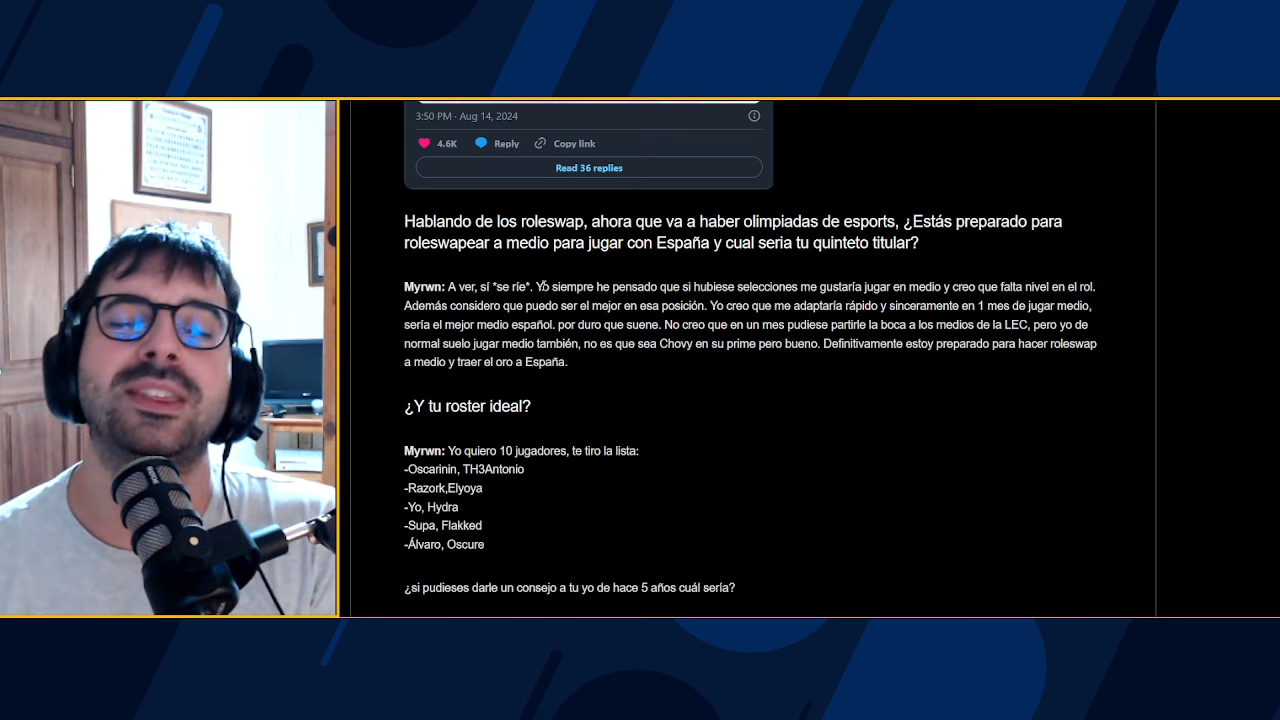 3:50 PM · Aug 14, 2024
4.6K Reply Copy link
Read 36 replies
Hablando de los roleswap, ahora que va a haber olimpiadas de esports, ¿Estás preparado para
roleswapear a medio para jugar con España y cual seria tu quinteto titular?
Myrwn: A ver, sí *se ríe*. Yo siempre he pensado que si hubiese selecciones me gustaría jugar en medio y creo que falta nivel en el rol.
Además considero que puedo ser el mejor en esa posición. Yo creo que me adaptaría rápido y sinceramente en 1 mes de jugar medio,
sería el mejor medio español. por duro que suene. No creo que en un mes pudiese partirle la boca a los medios de la LEC, pero yo de
normal suelo jugar medio también, no es que sea Chovy en su prime pero bueno. Definitivamente estoy preparado para hacer roleswap
a medio y traer el oro a España.
¿Y tu roster ideal?
Myrwn: Yo quiero 10 jugadores, te tiro la lista:
-Oscarinin, TH3Antonio
-Razork,Elyoya
-Yo, Hydra
-Supa, Flakked
-Álvaro, Oscure
¿si pudieses darle un consejo a tu yo de hace 5 años cuál sería?